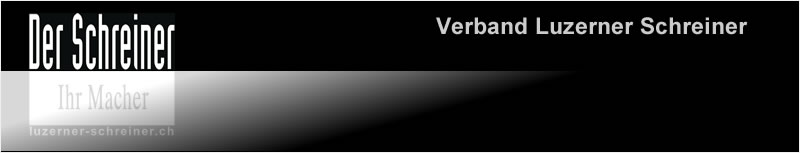 Der Schreiner
Ihr Macher
luzerner-schreiner.ch
Verband Luzerner Schreiner